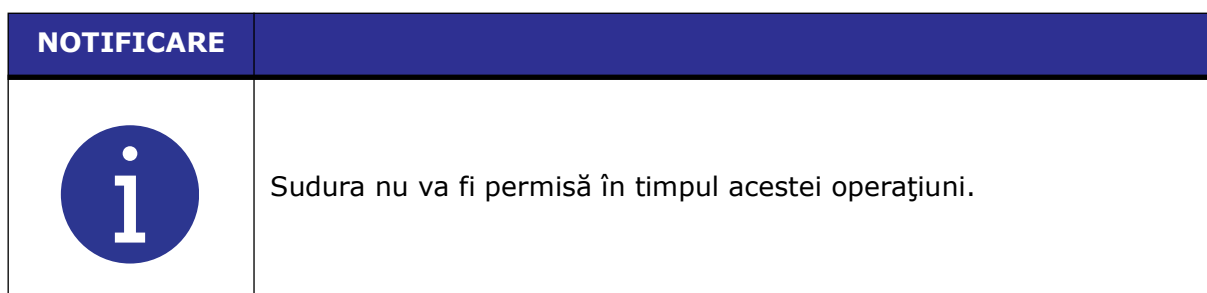 NOTIFICARE
Sudura nu va fi permisă în timpul acestei operaţiuni.